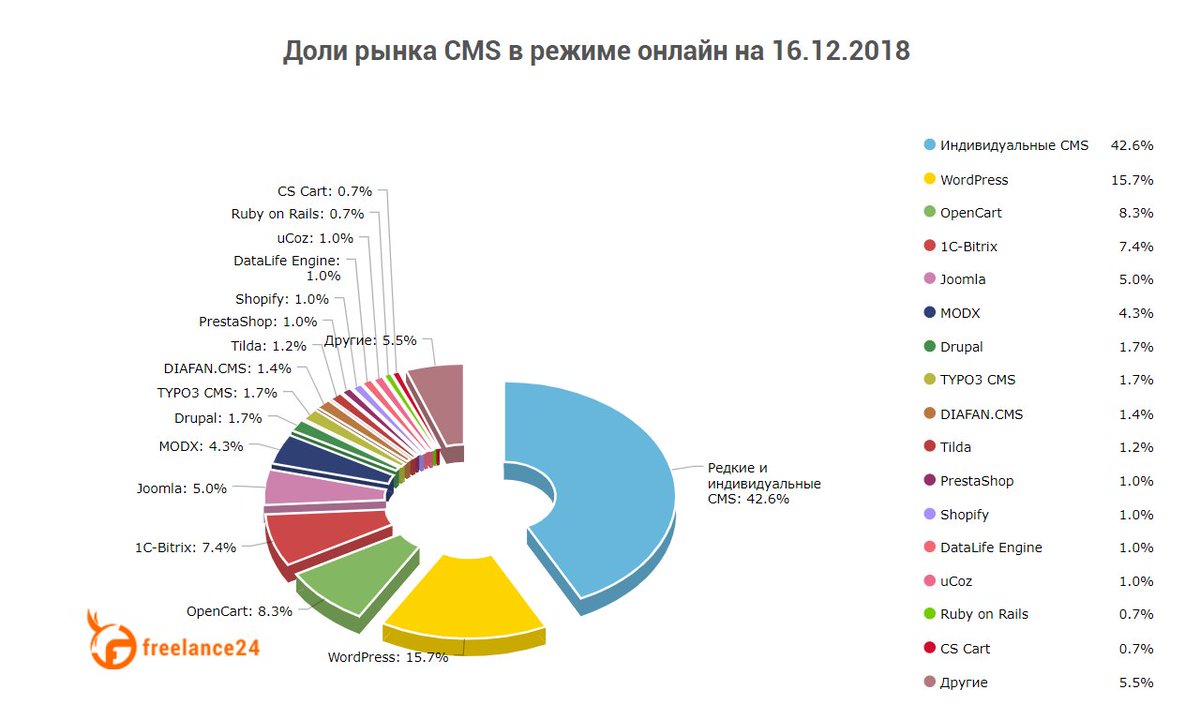 Доли рынка CMS в режиме онлайн на 16.12.2018
CS Cart: 0.7%
Ruby on Rails: 0.7%
uCoz: 1.0%
DataLife Engine:
1.0%
Shopify: 1.0%
PrestaShop: 1.0%
Tilda: 1.2%
Другие: 5.5%
DIAFAN.CMS: 1.4%
TYPO3 CMS: 1.7%
Drupal: 1.7%
MODX: 4.3%
Joomla: 5.0%
1C-Bitrix: 7.4%
OpenCart: 8.3%
WordPress: 15.7%
Редкие и
индивидуальные
CMS: 42.6%
Индивидуальные CMS 42.6%
WordPress 15.7%
OpenCart 8.3%
1C-Bitrix 7.4%
Joomla 5.0%
MODX 4.3%
Drupal 1.7%
TYPO3 CMS 1.7%
DIAFAN.CMS 1.4%
Tilda 1.2%
PrestaShop 1.0%
Shopify 1.0%
DataLife Engine 1.0%
uCoz 1.0%
Ruby on Rails 0.7%
CS Cart 0.7%
Другие 5.5%
freelance24